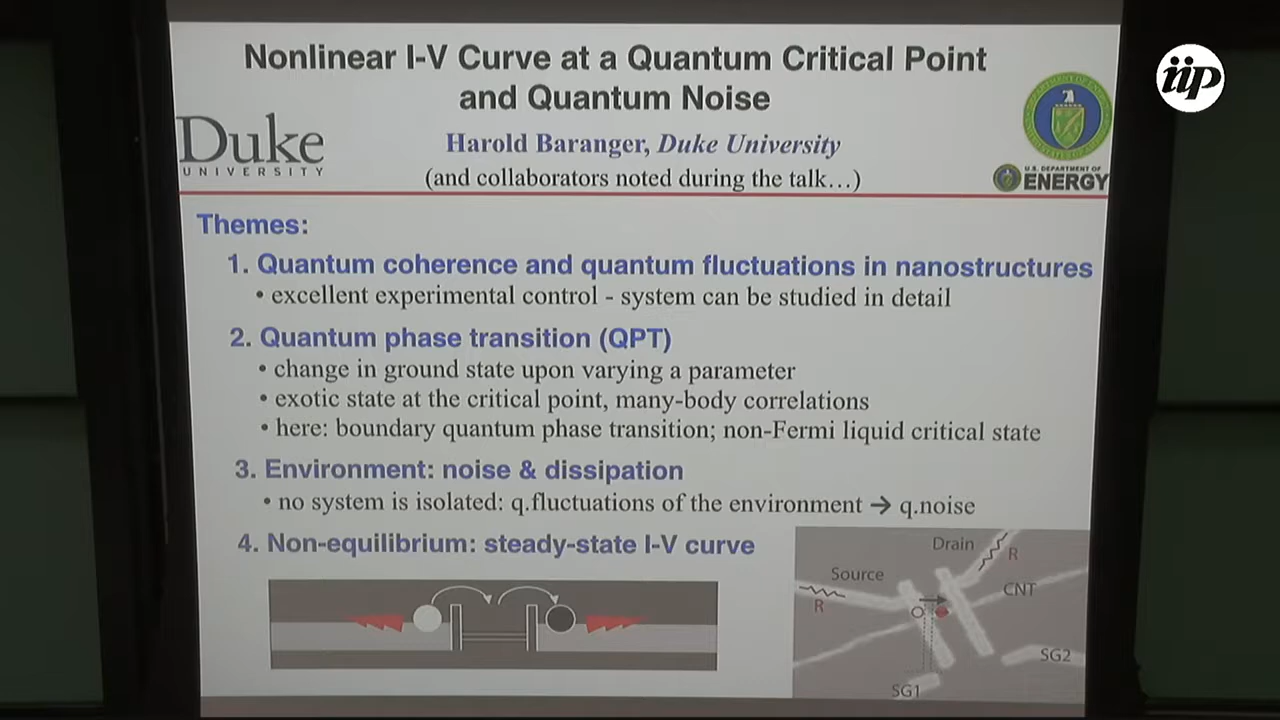 Nonlinear I-V Curve at a Quantum Critical Point
and Quantum Noise
iip
Duke
UNIVERSITY
Harold Baranger, Duke University
(and collaborators noted during the talk…)
U.S. DEPARTMENT OF
ENERGY
Themes:
1. Quantum coherence and quantum fluctuations in nanostructures
• excellent experimental control - system can be studied in detail
2. Quantum phase transition (QPT)
• change in ground state upon varying a parameter
• exotic state at the critical point, many-body correlations
• here: boundary quantum phase transition; non-Fermi liquid critical state
3. Environment: noise & dissipation
• no system is isolated: q.fluctuations of the environment → q.noise
4. Non-equilibrium: steady-state I-V curve
Drain
R
Source
R
CNT
SG2
SG1